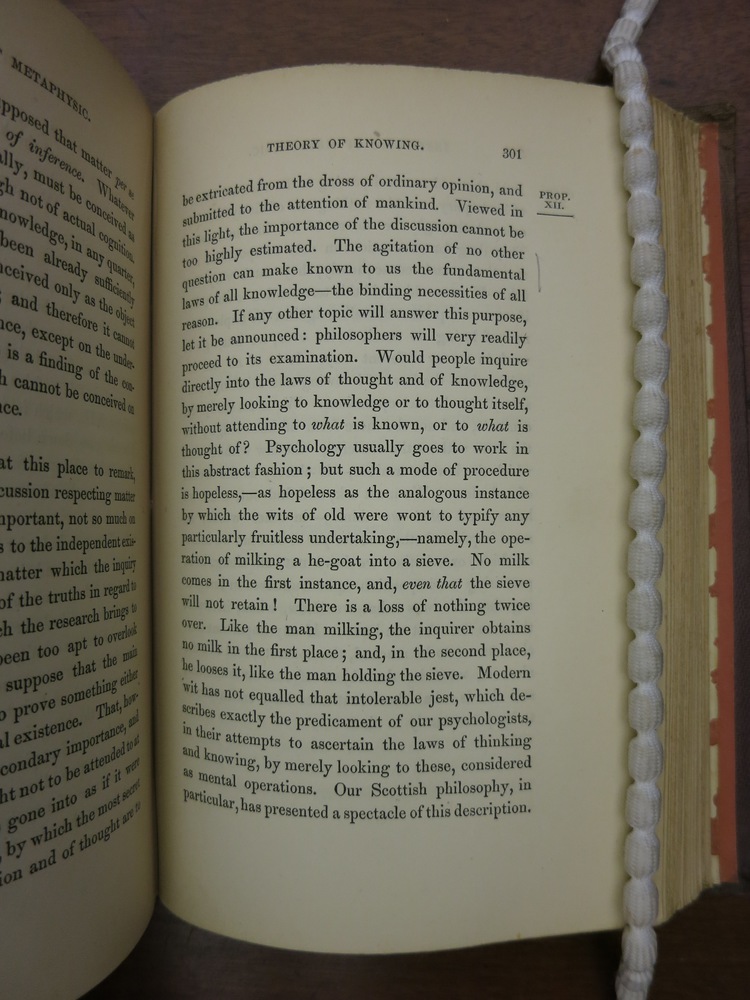 METAPHYSIC.
pposed that matter per se
of inference. Whatever
ally, must be conceived as
gh not of actual cognition.
nowledge, in any quarter,
been already sufficiently
nceived only as the object
; and therefore it cannot
nce, except on the under-
is a finding of the con-
h cannot be conceived on
nce.
at this place to remark,
cussion respecting matter
mportant, not so much on
s to the independent exis-
matter which the inquiry
of the truths in regard to
ch the research brings to
been too apt to overlook
suppose that the main
o prove something either
al existence. That, how-
condary importance, and
ht not to be attended to at
gone into as if it were
, by which the most secret
ion and of thought are to
THEORY OF KNOWING.
301
PROP.
XII.
be extricated from the dross of ordinary opinion, and
submitted to the attention of mankind. Viewed in
this light, the importance of the discussion cannot be
too highly estimated. The agitation of no other
question can make known to us the fundamental
laws of all knowledge—the binding necessities of all
reason. If any other topic will answer this purpose,
let it be announced: philosophers will very readily
proceed to its examination. Would people inquire
directly into the laws of thought and of knowledge,
by merely looking to knowledge or to thought itself,
without attending to what is known, or to what is
thought of? Psychology usually goes to work in
this abstract fashion; but such a mode of procedure
is hopeless,—as hopeless as the analogous instance
by which the wits of old were wont to typify any
particularly fruitless undertaking,—namely, the ope-
ration of milking a he-goat into a sieve. No milk
comes in the first instance, and, even that the sieve
will not retain! There is a loss of nothing twice
over. Like the man milking, the inquirer obtains
no milk in the first place; and, in the second place,
he looses it, like the man holding the sieve. Modern
wit has not equalled that intolerable jest, which de-
scribes exactly the predicament of our psychologists,
in their attempts to ascertain the laws of thinking
and knowing, by merely looking to these, considered
as mental operations. Our Scottish philosophy, in
particular, has presented a spectacle of this description.